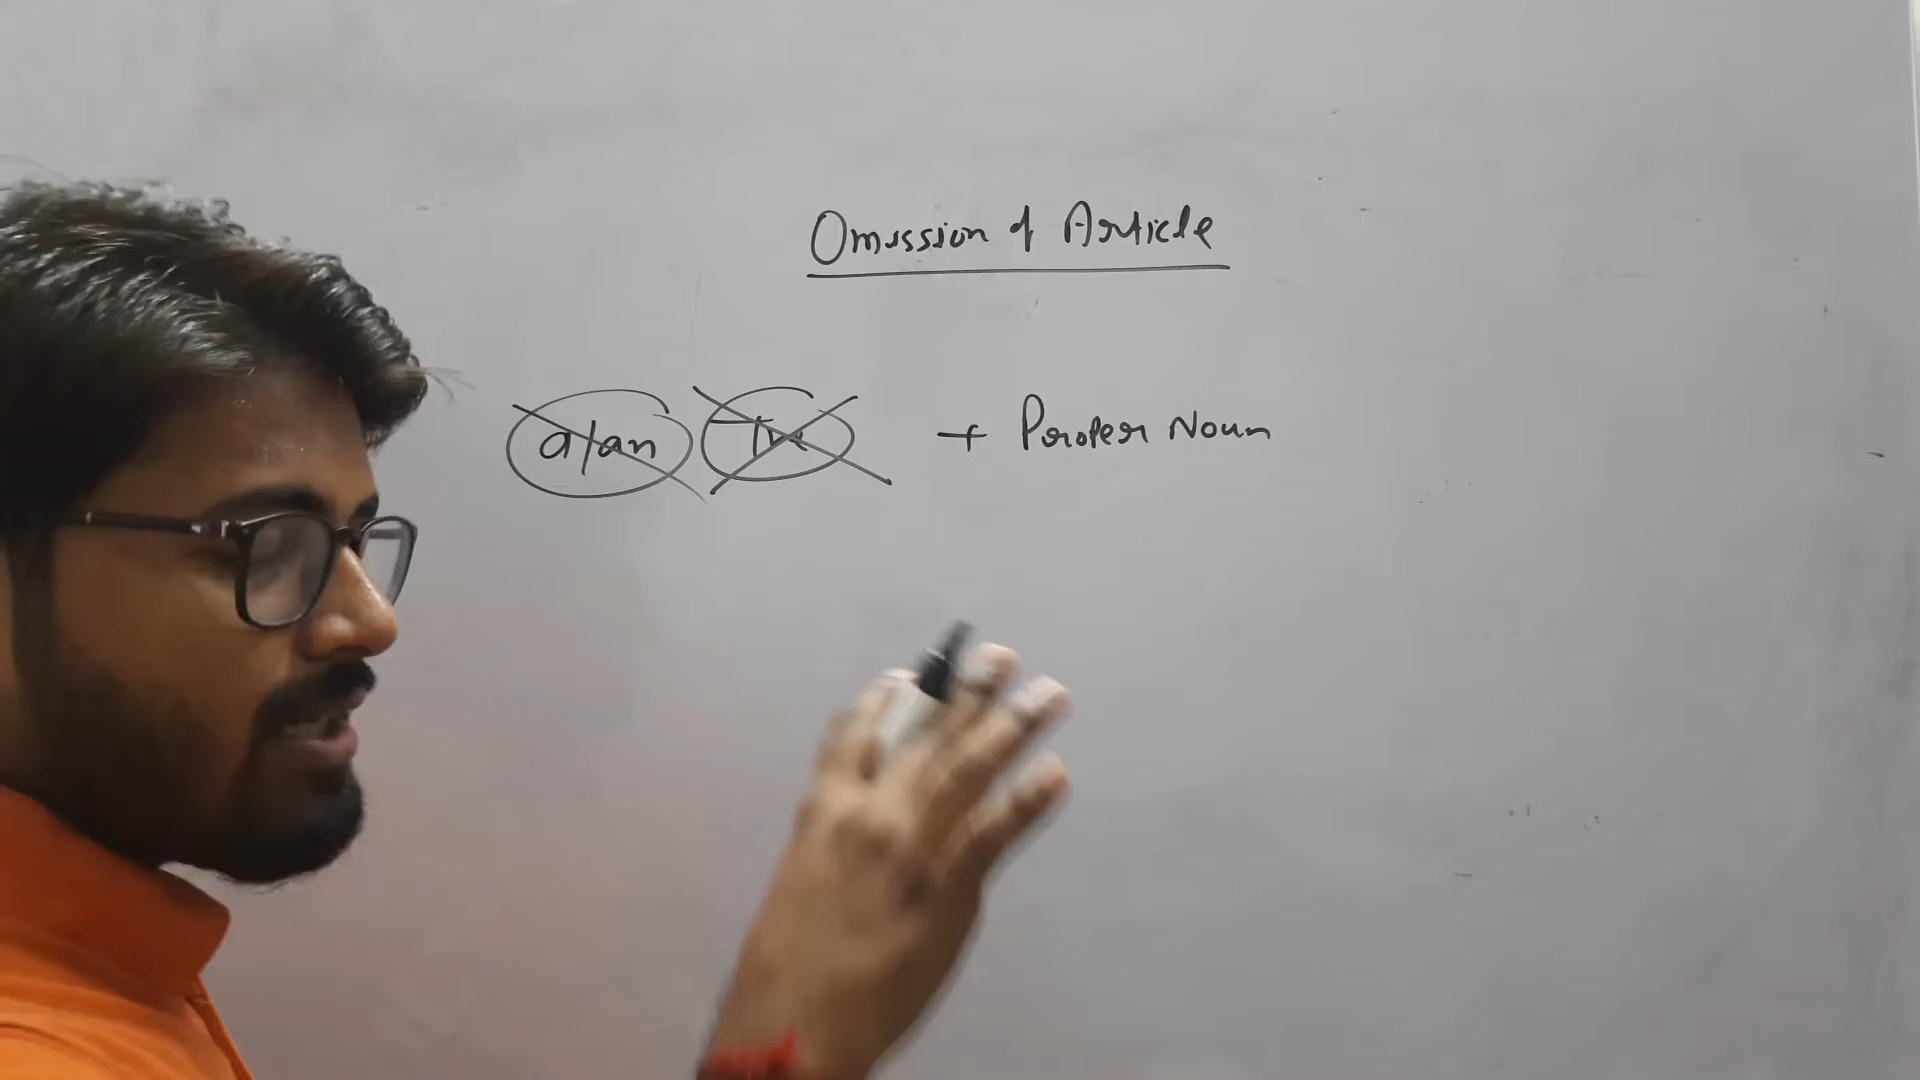 Omission of Article
a/an The + Proper Noun